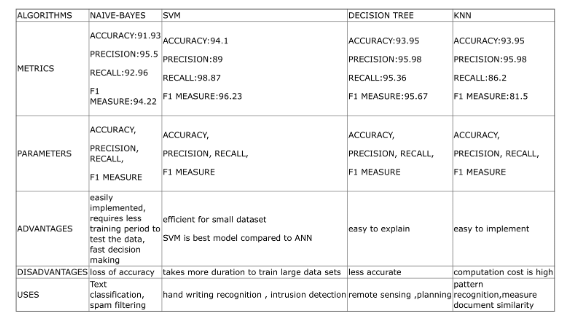 ALGORITHMS NAIVE-BAYES SVM DECISION TREE KNN
METRICS
ACCURACY:91.93
PRECISION:95.5
RECALL:92.96
F1
MEASURE:94.22
ACCURACY:94.1
PRECISION:89
RECALL:98.87
F1 MEASURE:96.23
ACCURACY:93.95
PRECISION:95.98
RECALL:95.36
F1 MEASURE:95.67
ACCURACY:93.95
PRECISION:95.98
RECALL:86.2
F1 MEASURE:81.5
PARAMETERS
ACCURACY,
PRECISION,
RECALL,
F1 MEASURE
ACCURACY,
PRECISION, RECALL,
F1 MEASURE
ACCURACY,
PRECISION, RECALL,
F1 MEASURE
ACCURACY,
PRECISION, RECALL,
F1 MEASURE
ADVANTAGES
easily
implemented,
requires less
training period to
test the data,
fast decision
making
efficient for small dataset
SVM is best model compared to ANN
easy to explain
easy to implement
DISADVANTAGES loss of accuracy takes more duration to train large data sets less accurate computation cost is high
USES
Text
classification,
spam filtering
hand writing recognition , intrusion detection
remote sensing ,planning
pattern
recognition,measure
document similarity